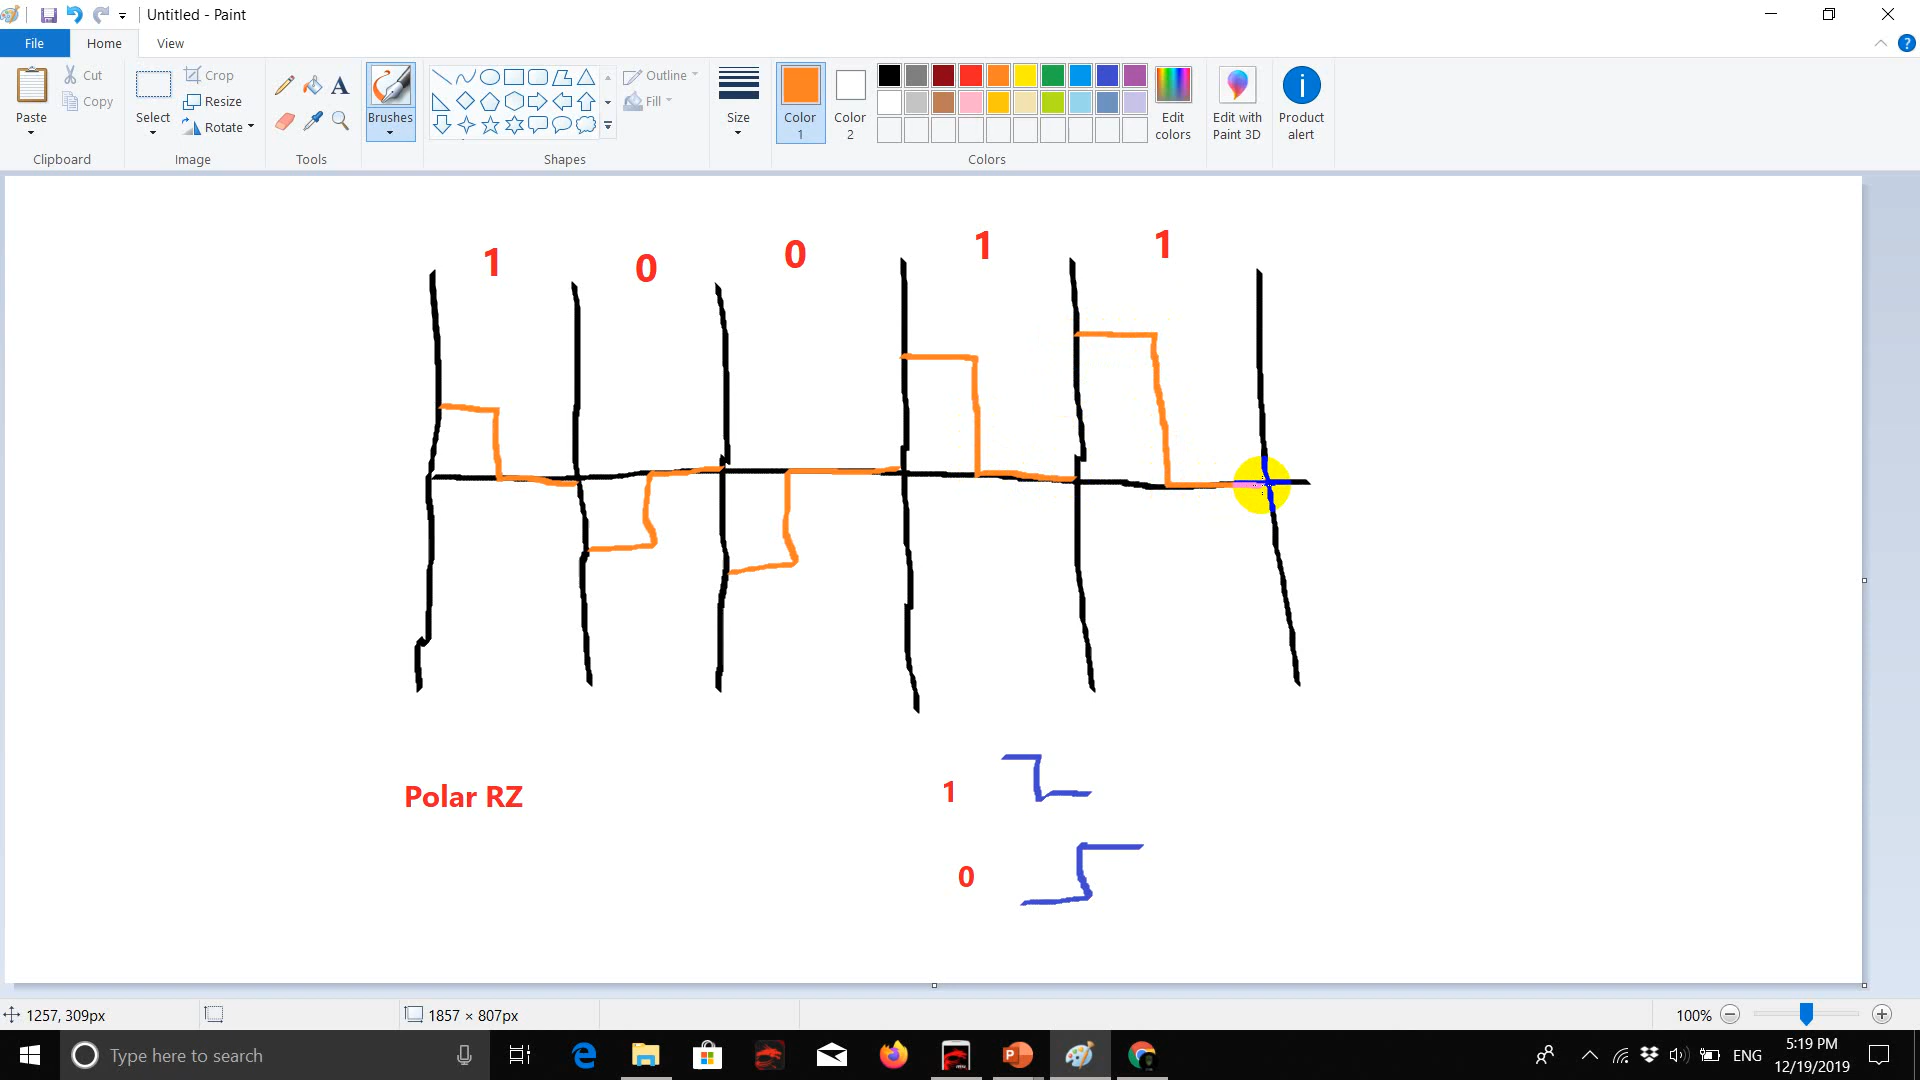 Untitled - Paint
File Home View
Paste
Cut
Copy
Clipboard
Select
Crop
Resize
Rotate
Image
A
Tools
Brushes
Outline
Fill
Shapes
Size
Color 1
Color 2
Edit colors
Colors
Edit with Paint 3D
Product alert
1 0 0 1 1
Polar RZ
1
0
1257, 309px
1857 × 807px
100%
Type here to search
ENG
5:19 PM
12/19/2019